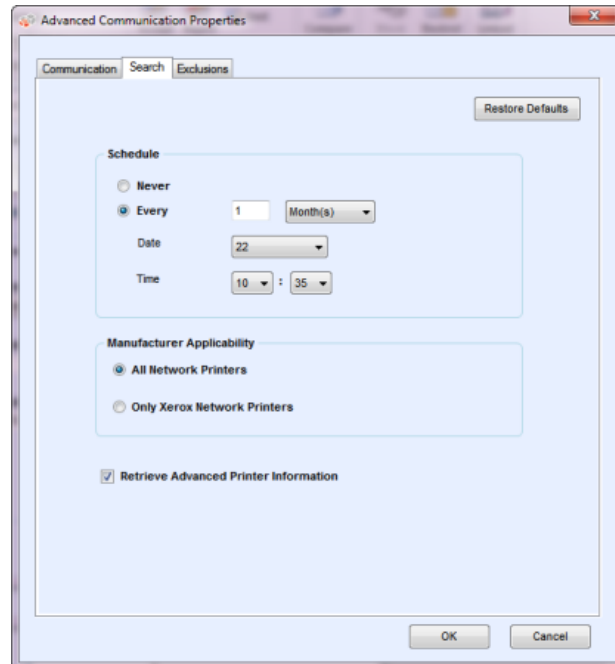 Advanced Communication Properties
Communication Search Exclusions
Restore Defaults
Schedule
Never
Every 1 Month(s)
Date 22
Time 10 : 35
Manufacturer Applicability
All Network Printers
Only Xerox Network Printers
Retrieve Advanced Printer Information
OK Cancel